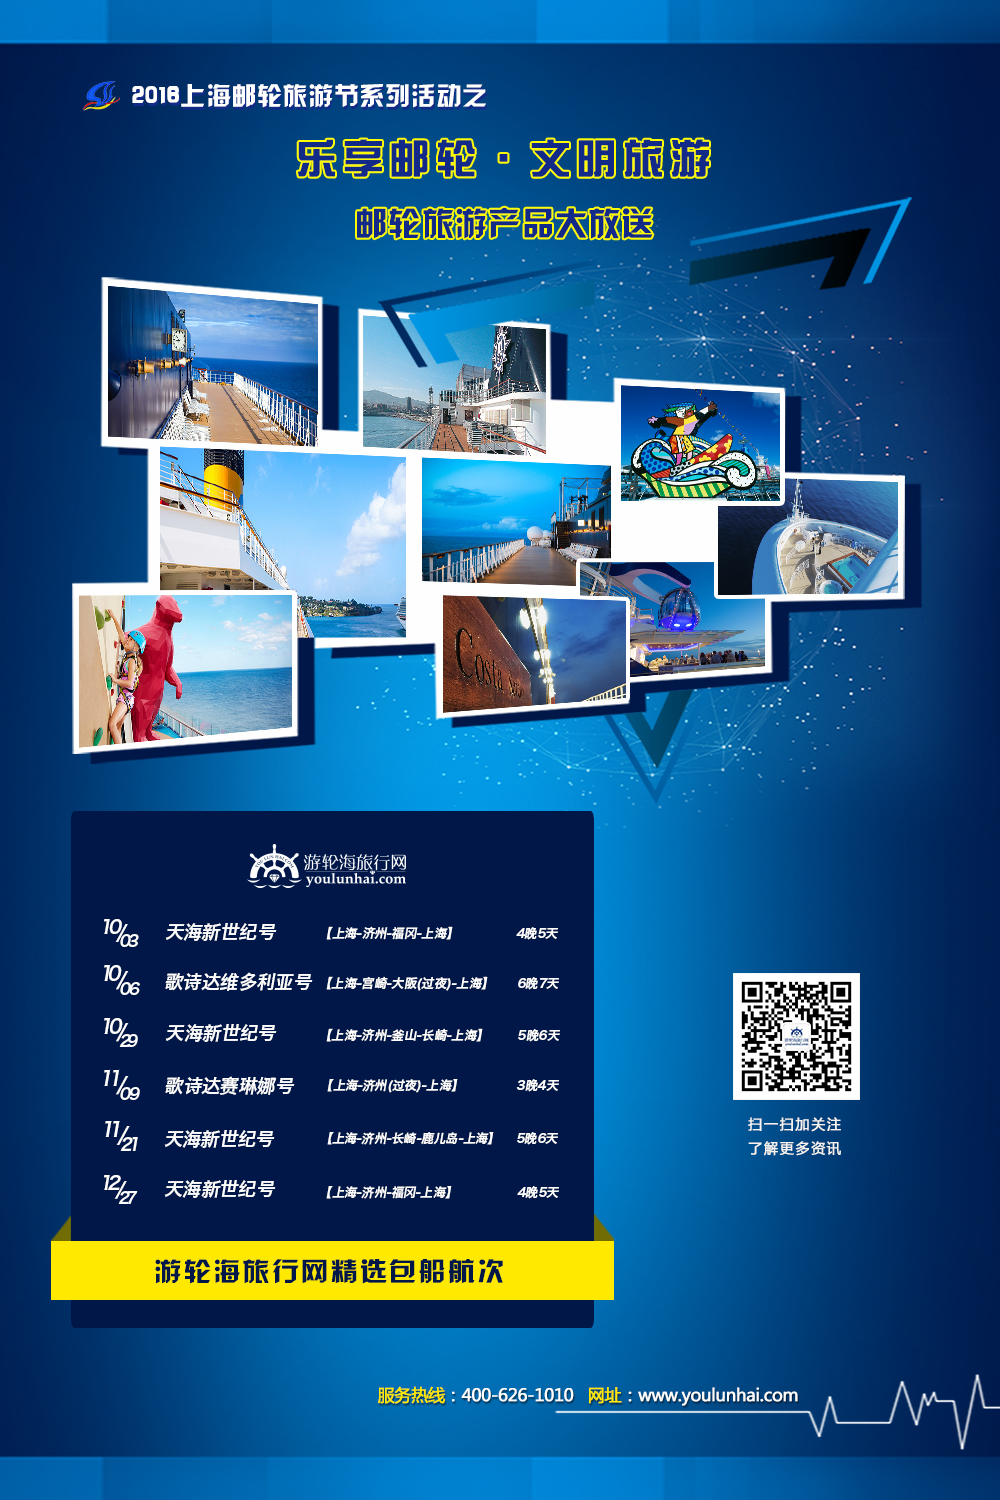 2016上海邮轮旅游节系列活动之
乐享邮轮·文明旅游
邮轮旅游产品大放送
Costa
游轮海旅行网
youlunhai.com
10/03 天海新世纪号 【上海-济州-福冈-上海】 4晚5天
10/06 歌诗达维多利亚号 【上海-宫崎-大阪(过夜)-上海】 6晚7天
10/29 天海新世纪号 【上海-济州-釜山-长崎-上海】 5晚6天
11/09 歌诗达赛琳娜号 【上海-济州(过夜)-上海】 3晚4天
11/21 天海新世纪号 【上海-济州-长崎-鹿儿岛-上海】 5晚6天
12/27 天海新世纪号 【上海-济州-福冈-上海】 4晚5天
游轮海旅行网精选包船航次
游轮海旅行网
youlunhai.com
扫一扫加关注
了解更多资讯
服务热线：400-626-1010 网址：www.youlunhai.com